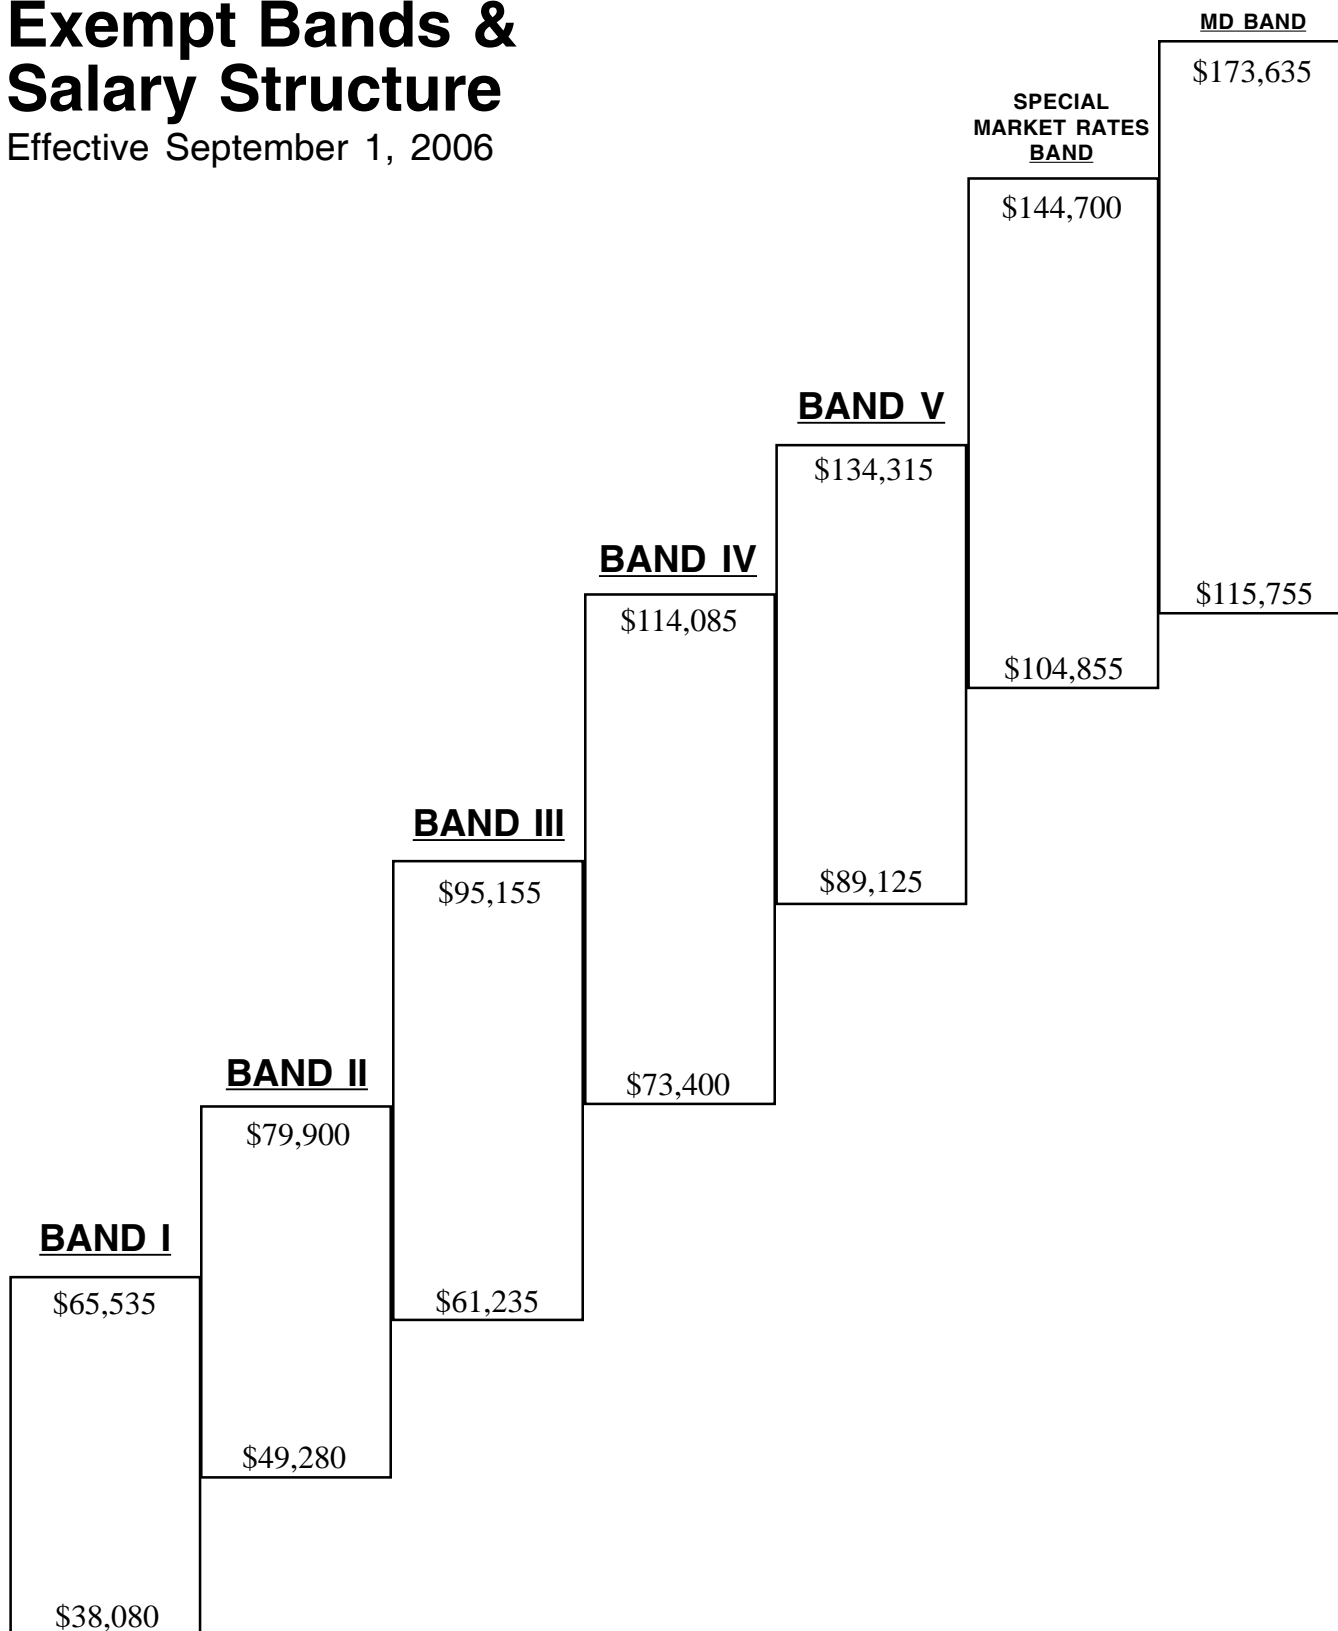 Exempt Bands &
Salary Structure
Effective September 1, 2006
MD BAND
$173,635
SPECIAL
MARKET RATES
BAND
$144,700
BAND V
$134,315
BAND IV
$114,085
$115,755
$104,855
BAND III
$95,155
$89,125
BAND II
$79,900
$73,400
BAND I
$65,535
$61,235
$49,280
$38,080